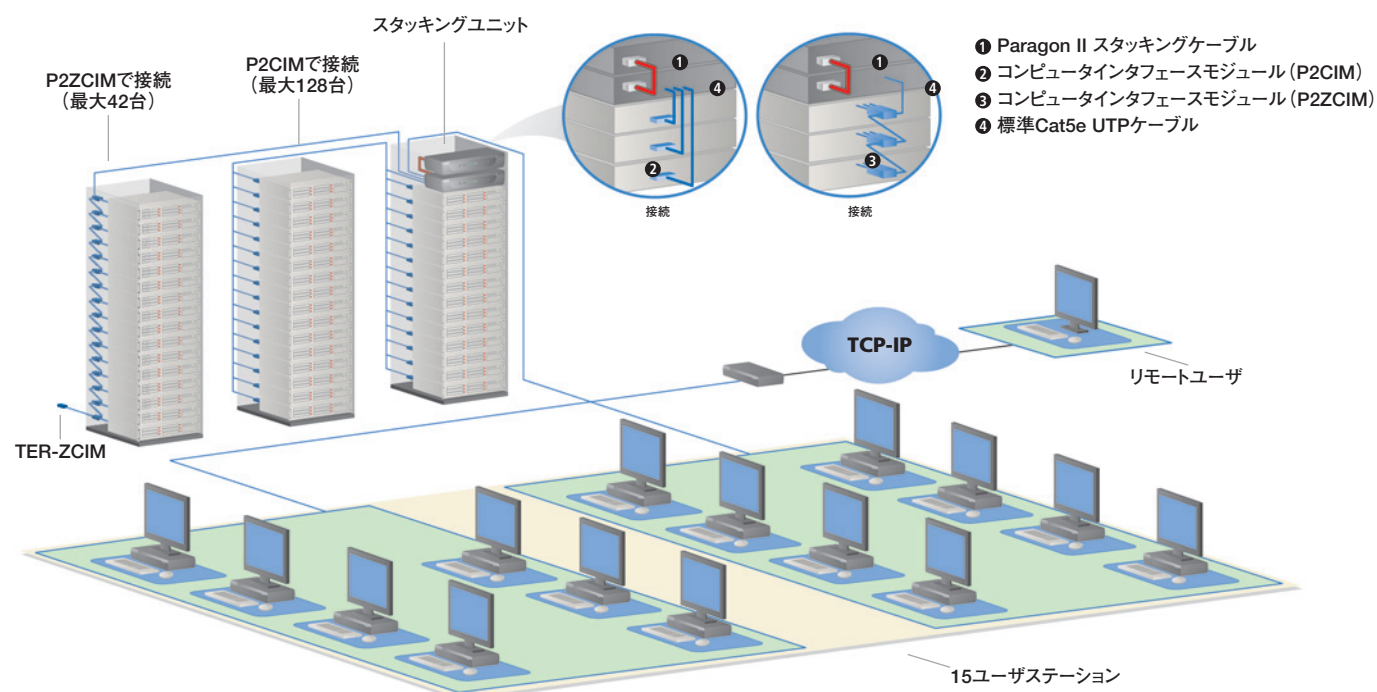 スタッキングユニット
P2ZCIMで接続
（最大42台）
P2CIMで接続
（最大128台）
❶
❹
❷
接続
❶
❹
❸
接続
❶ Paragon II スタッキングケーブル
❷ コンピュータインタフェースモジュール（P2CIM）
❸ コンピュータインタフェースモジュール（P2ZCIM）
❹ 標準Cat5e UTPケーブル
TCP-IP
リモートユーザ
TER-ZCIM
15ユーザステーション